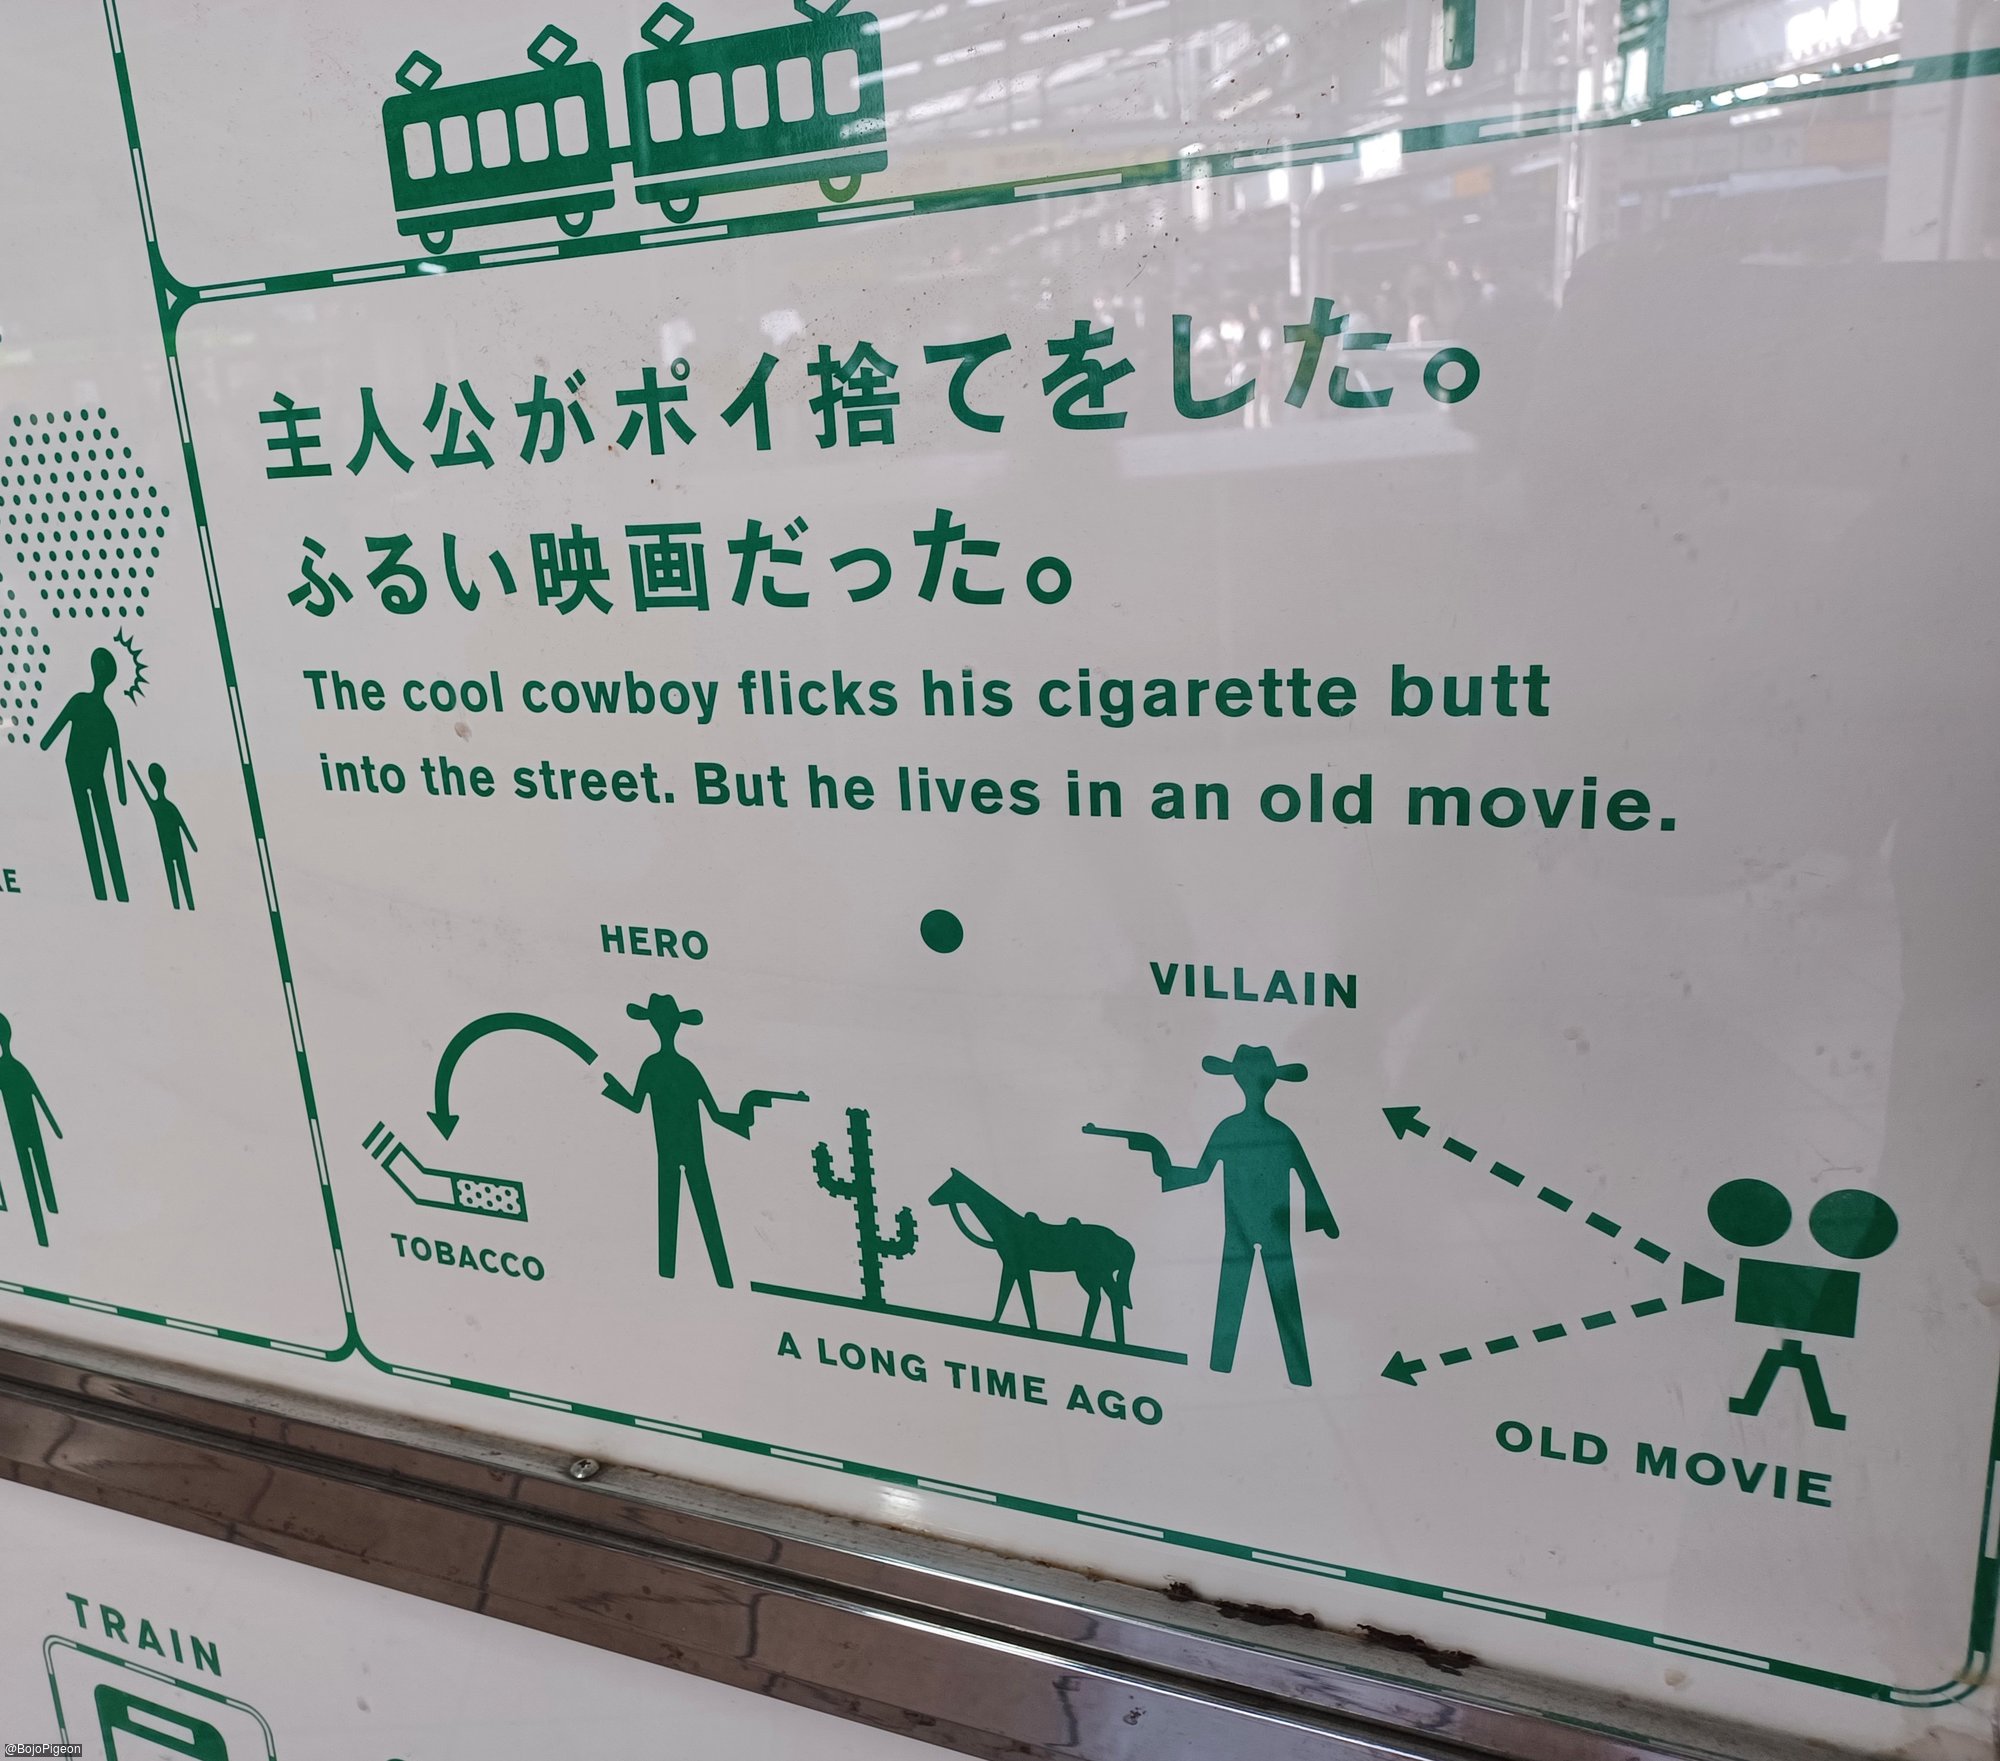 主人公がポイ捨てをした。
ふるい映画だった。
The cool cowboy flicks his cigarette butt
into the street. But he lives in an old movie.
HERO
VILLAIN
TOBACCO
A LONG TIME AGO
OLD MOVIE
TRAIN
@BojoPigeon